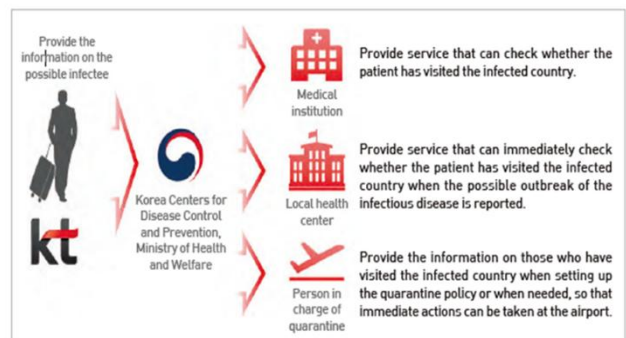 Provide the
information on the
possible infectee
kt
Korea Centers for
Disease Control
and Prevention,
Ministry of Health
and Welfare
Medical
institution
Provide service that can check whether the
patient has visited the infected country.
Local health
center
Provide service that can immediately check
whether the patient has visited the infected
country when the possible outbreak of the
infectious disease is reported.
Person in
charge of
quarantine
Provide the information on those who have
visited the infected country when setting up
the quarantine policy or when needed, so that
immediate actions can be taken at the airport.